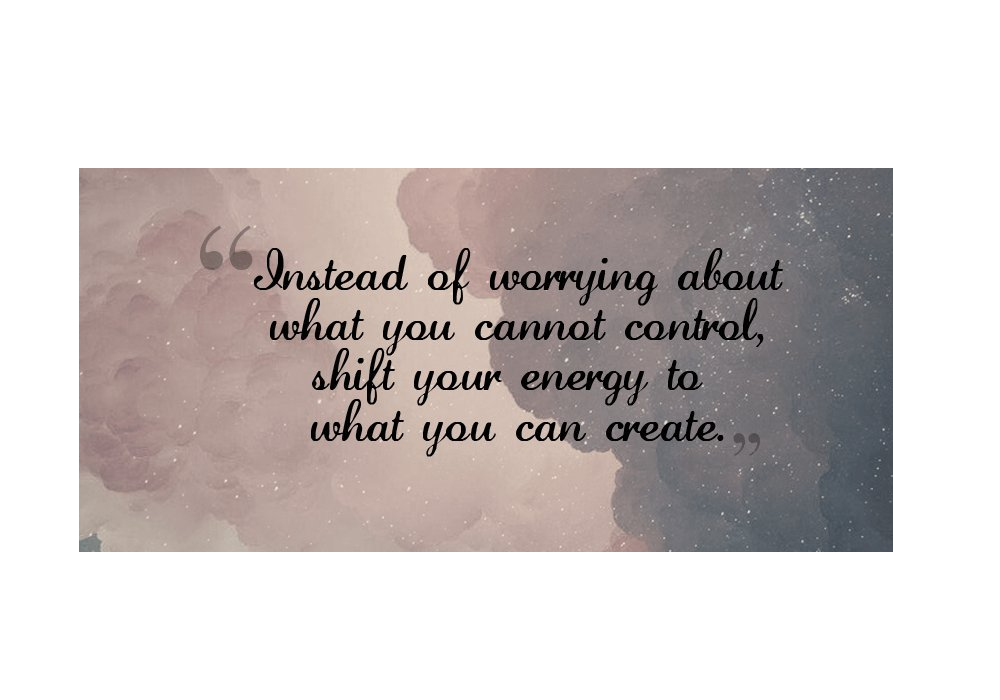 “Instead of worrying about
what you cannot control,
shift your energy to
what you can create.”